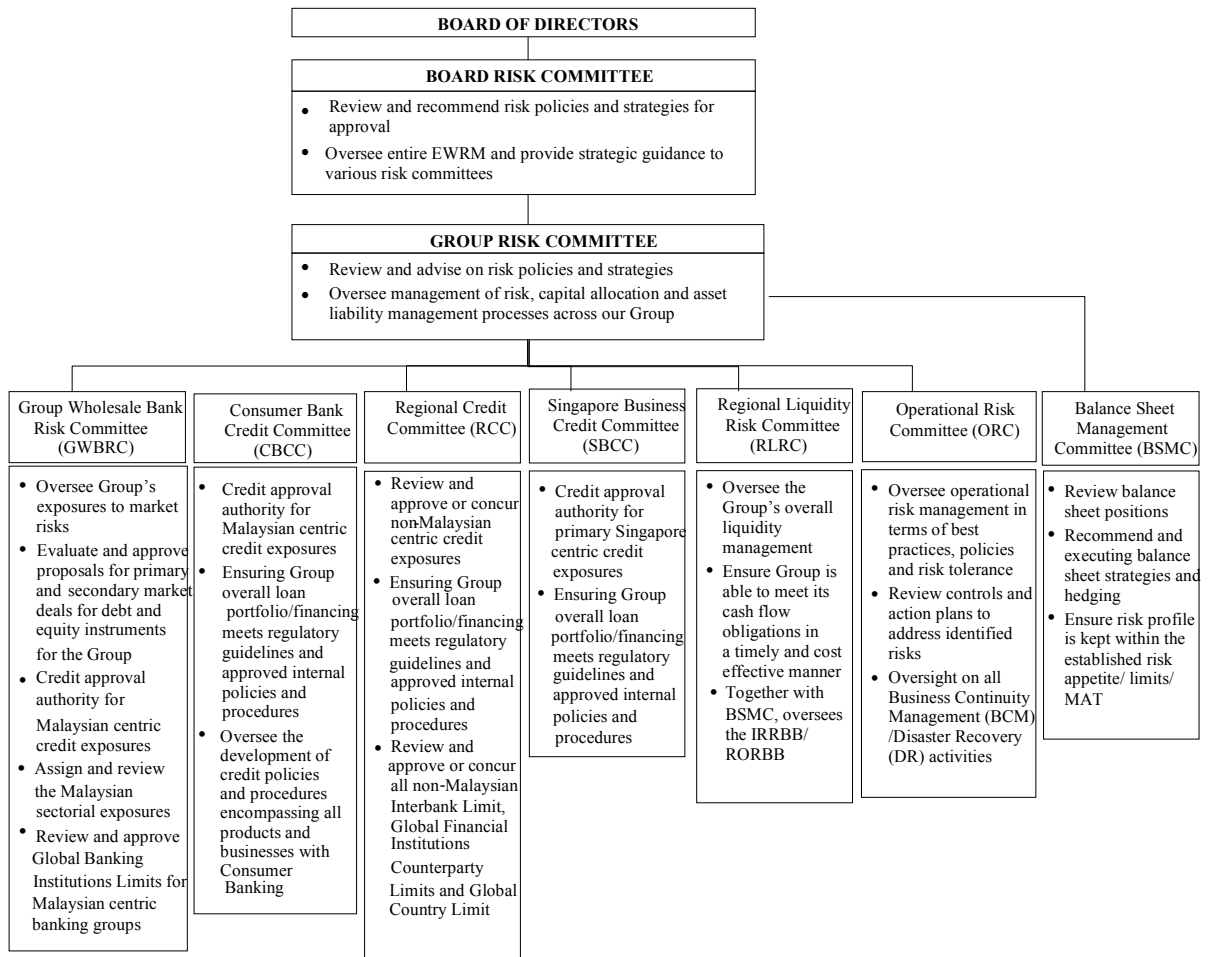 BOARD OF DIRECTORS
BOARD RISK COMMITTEE
• Review and recommend risk policies and strategies for
approval
• Oversee entire EWRM and provide strategic guidance to
various risk committees
GROUP RISK COMMITTEE
• Review and advise on risk policies and strategies
• Oversee management of risk, capital allocation and asset
liability management processes across our Group
Group Wholesale Bank
Risk Committee
(GWBRC)
• Oversee Group's
exposures to market
risks
• Evaluate and approve
proposals for primary
and secondary market
deals for debt and
equity instruments
for the Group
• Credit approval
authority for
Malaysian centric
credit exposures
• Assign and review
the Malaysian
sectorial exposures
• Review and approve
Global Banking
Institutions Limits for
Malaysian centric
banking groups
Consumer Bank
Credit Committee
(CBCC)
• Credit approval
authority for
Malaysian centric
credit exposures
• Ensuring Group
overall loan
portfolio/financing
meets regulatory
guidelines and
approved internal
policies and
procedures
• Oversee the
development of
credit policies
and procedures
encompassing all
products and
businesses with
Consumer
Banking
Regional Credit
Committee (RCC)
• Review and
approve or concur
non-Malaysian
centric credit
exposures
• Ensuring Group
overall loan
portfolio/financing
meets regulatory
guidelines and
approved internal
policies and
procedures
• Review and
approve or concur
all non-Malaysian
Interbank Limit,
Global Financial
Institutions
Counterparty
Limits and Global
Country Limit
Singapore Business
Credit Committee
(SBCC)
• Credit approval
authority for
primary Singapore
centric credit
exposures
• Ensuring Group
overall loan
portfolio/financing
meets regulatory
guidelines and
approved internal
policies and
procedures
Regional Liquidity
Risk Committee
(RLRC)
• Oversee the
Group's overall
liquidity
management
• Ensure Group is
able to meet its
cash flow
obligations in
a timely and cost
effective manner
• Together with
BSMC, oversees
the IRRBB/
RORBB
Operational Risk
Committee (ORC)
• Oversee operational
risk management in
terms of best
practices, policies
and risk tolerance
• Review controls and
action plans to
address identified
risks
• Oversight on all
Business Continuity
Management (BCM)
/Disaster Recovery
(DR) activities
Balance Sheet
Management
Committee (BSMC)
• Review balance
sheet positions
• Recommend and
executing balance
sheet strategies and
hedging
• Ensure risk profile
is kept within the
established risk
appetite/ limits/
MAT